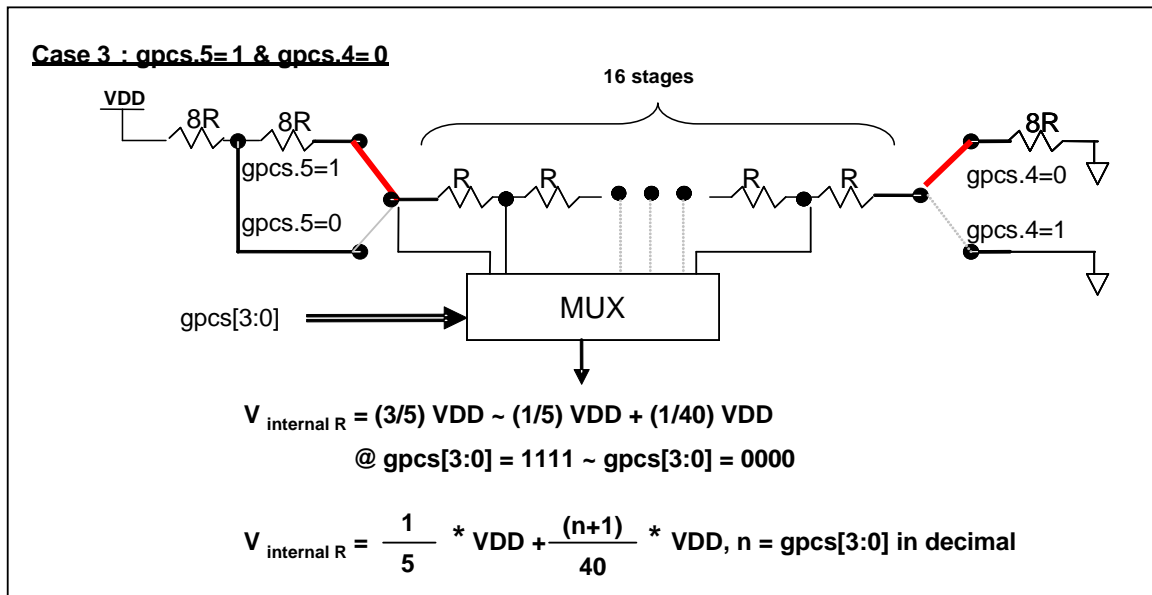 Case 3 : gpcs.5= 1 & gpcs.4= 0
16 stages
VDD
8R 8R 8R
gpcs.5=1 R R R R gpcs.4=0
gpcs.5=0 gpcs.4=1
MUX
gpcs[3:0]
V internal R = (3/5) VDD ~ (1/5) VDD + (1/40) VDD
@ gpcs[3:0] = 1111 ~ gpcs[3:0] = 0000
V internal R = 1/5 * VDD + (n+1)/40 * VDD, n = gpcs[3:0] in decimal